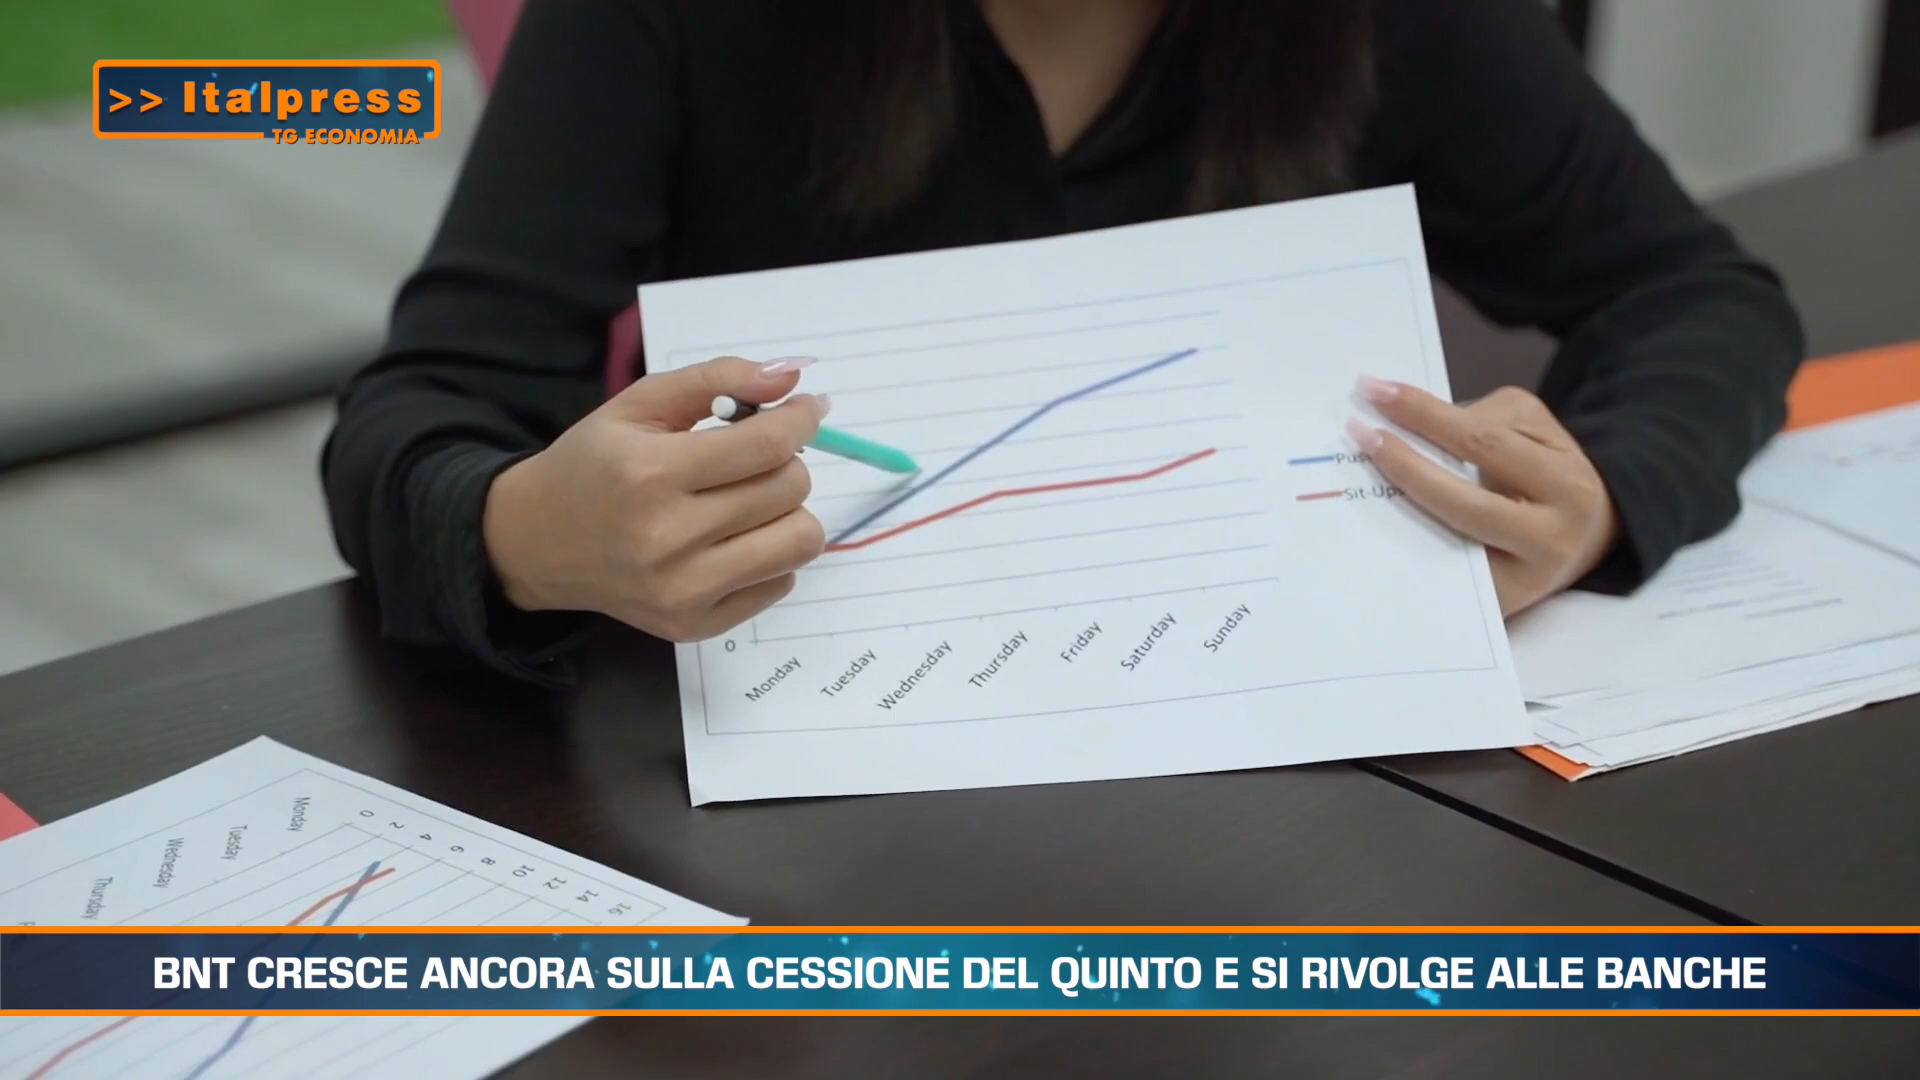 >> Italpress
TG ECONOMIA
Sit-Ups
0
Monday
Tuesday
Wednesday
Thursday
Friday
Saturday
Sunday
Monday
Tuesday
Wednesday
Thursday
0
2
4
6
8
10
12
14
16
BNT CRESCE ANCORA SULLA CESSIONE DEL QUINTO E SI RIVOLGE ALLE BANCHE